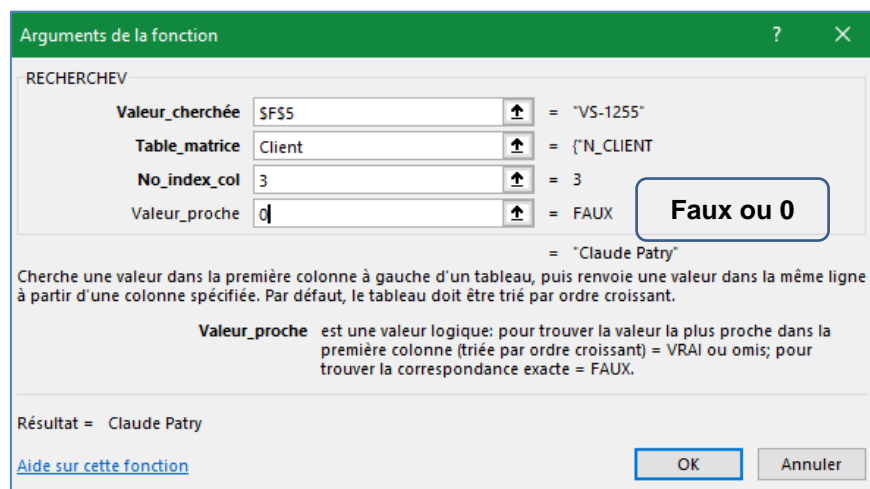 Arguments de la fonction ? ×
RECHERCHEV
Valeur_cherchée $F$5 = "VS-1255"
Table_matrice Client = {"N_CLIENT
No_index_col 3 = 3
Valeur_proche 0 = FAUX
Faux ou 0
= "Claude Patry"
Cherche une valeur dans la première colonne à gauche d'un tableau, puis renvoie une valeur dans la même ligne
à partir d'une colonne spécifiée. Par défaut, le tableau doit être trié par ordre croissant.
Valeur_proche est une valeur logique: pour trouver la valeur la plus proche dans la
première colonne (triée par ordre croissant) = VRAI ou omis; pour
trouver la correspondance exacte = FAUX.
Résultat = Claude Patry
Aide sur cette fonction OK Annuler